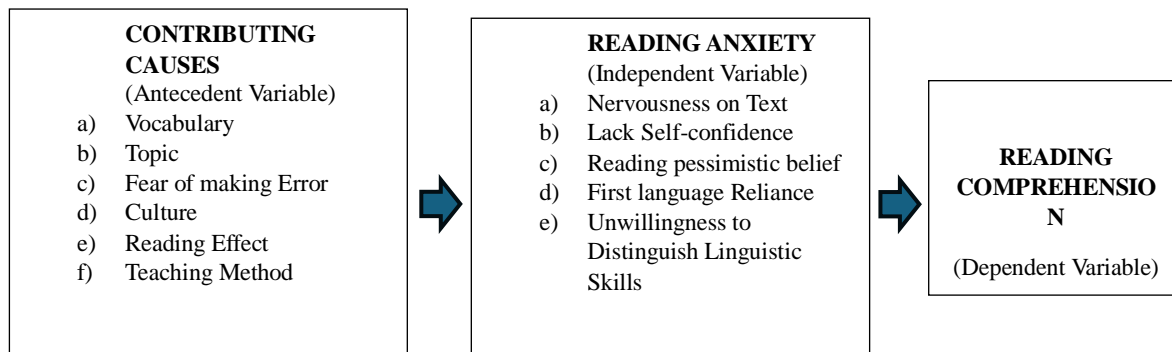 CONTRIBUTING
CAUSES
(Antecedent Variable)
a) Vocabulary
b) Topic
c) Fear of making Error
d) Culture
e) Reading Effect
f) Teaching Method
READING ANXIETY
(Independent Variable)
a) Nervousness on Text
b) Lack Self-confidence
c) Reading pessimistic belief
d) First language Reliance
e) Unwillingness to
Distinguish Linguistic
Skills
READING
COMPREHENSIO
N
(Dependent Variable)